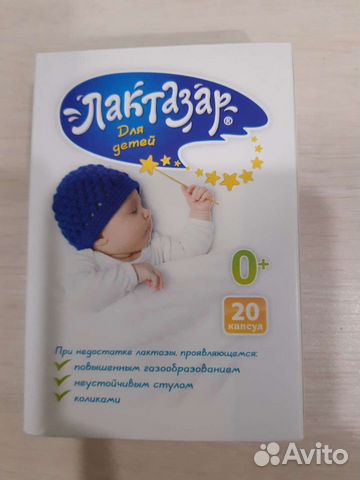 Лактазар®
Для
детей
0+
20
капсул
При недостатке лактазы, проявляющемся:
повышенным газообразованием
неустойчивым стулом
коликами
Avito